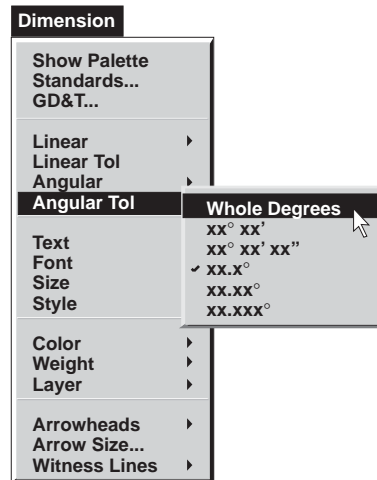 Dimension
Show Palette
Standards...
GD&T...
Linear
Linear Tol
Angular
Angular Tol
Whole Degrees
xx° xx’
xx° xx’ xx”
xx.x°
xx.xx°
xx.xxx°
Text
Font
Size
Style
Color
Weight
Layer
Arrowheads
Arrow Size...
Witness Lines